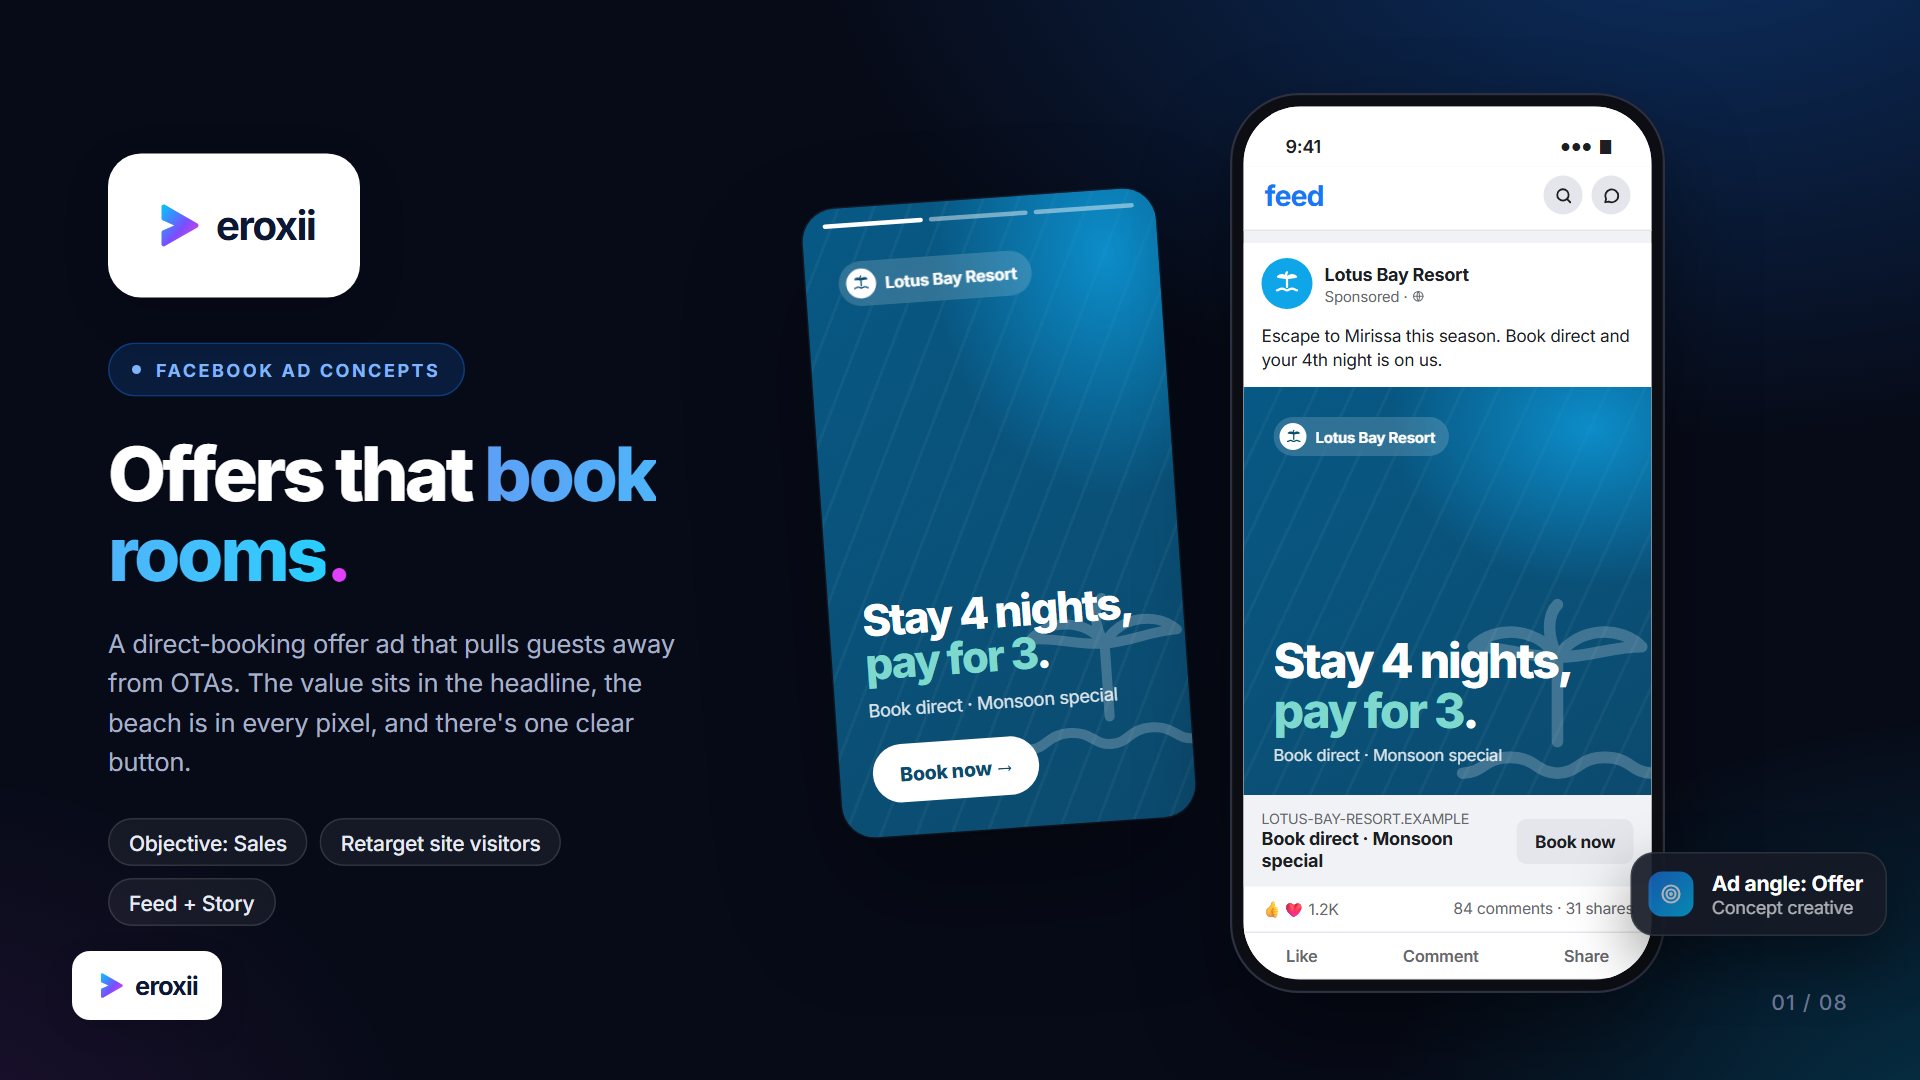 eroxii
FACEBOOK AD CONCEPTS
Offers that book
rooms.
A direct-booking offer ad that pulls guests away
from OTAs. The value sits in the headline, the
beach is in every pixel, and there's one clear
button.
Objective: Sales
Retarget site visitors
Feed + Story
eroxii
Lotus Bay Resort
Stay 4 nights,
pay for 3.
Book direct · Monsoon special
Book now →
9:41
feed
Lotus Bay Resort
Sponsored ·
Escape to Mirissa this season. Book direct and
your 4th night is on us.
Lotus Bay Resort
Stay 4 nights,
pay for 3.
Book direct · Monsoon special
LOTUS-BAY-RESORT.EXAMPLE
Book direct · Monsoon
special
Book now
👍 ❤️ 1.2K
84 comments · 31 shares
Like
Comment
Share
Ad angle: Offer
Concept creative
01 / 08